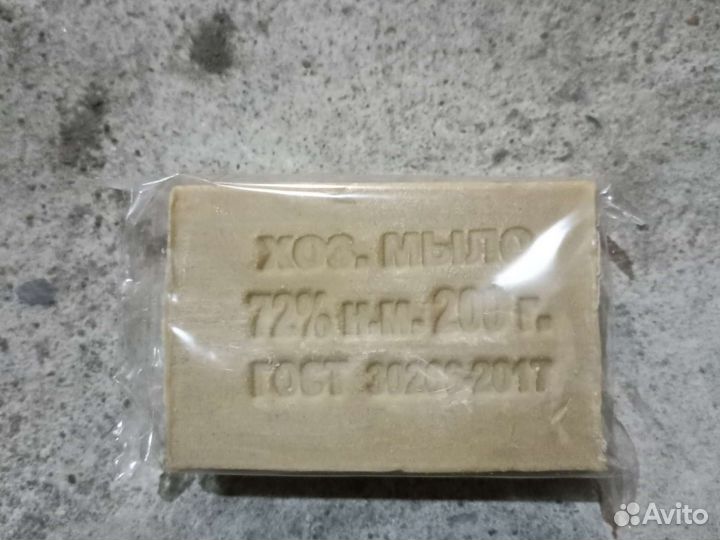 ХОЗ. МЫЛО
72% н.м. 200 г.
ГОСТ 30266-2017
Avito